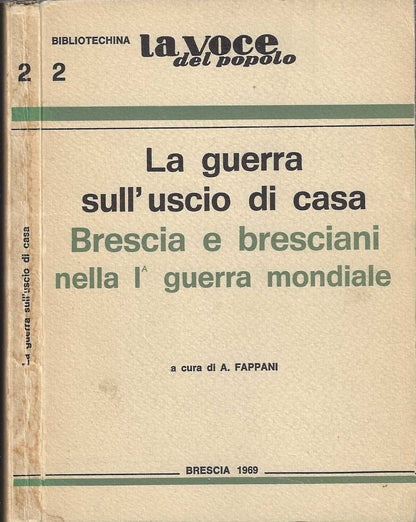 2
La guerra sull'uscio di casa
BIBLIOTECHINA
la voce
del popolo
2
La guerra
sull'uscio di casa
Brescia e bresciani
nella Iᴬ guerra mondiale
a cura di A. FAPPANI
BRESCIA 1969